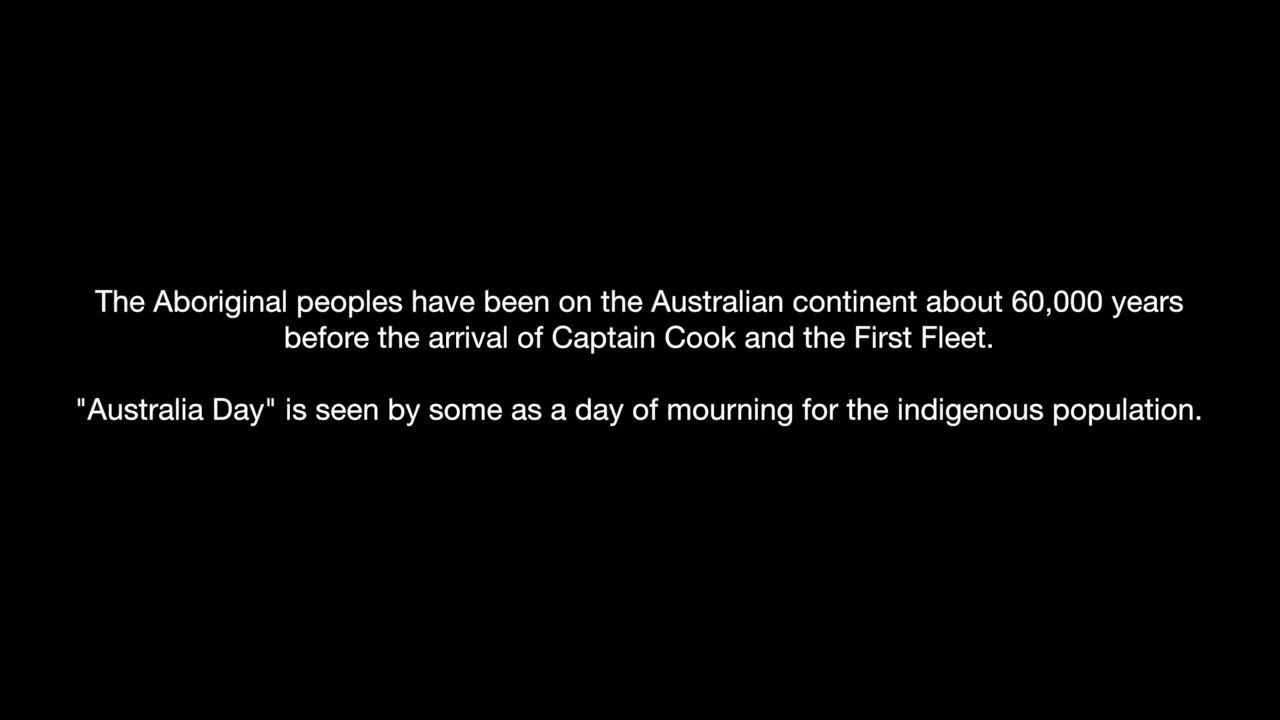 The Aboriginal peoples have been on the Australian continent about 60,000 years
before the arrival of Captain Cook and the First Fleet.
"Australia Day" is seen by some as a day of mourning for the indigenous population.